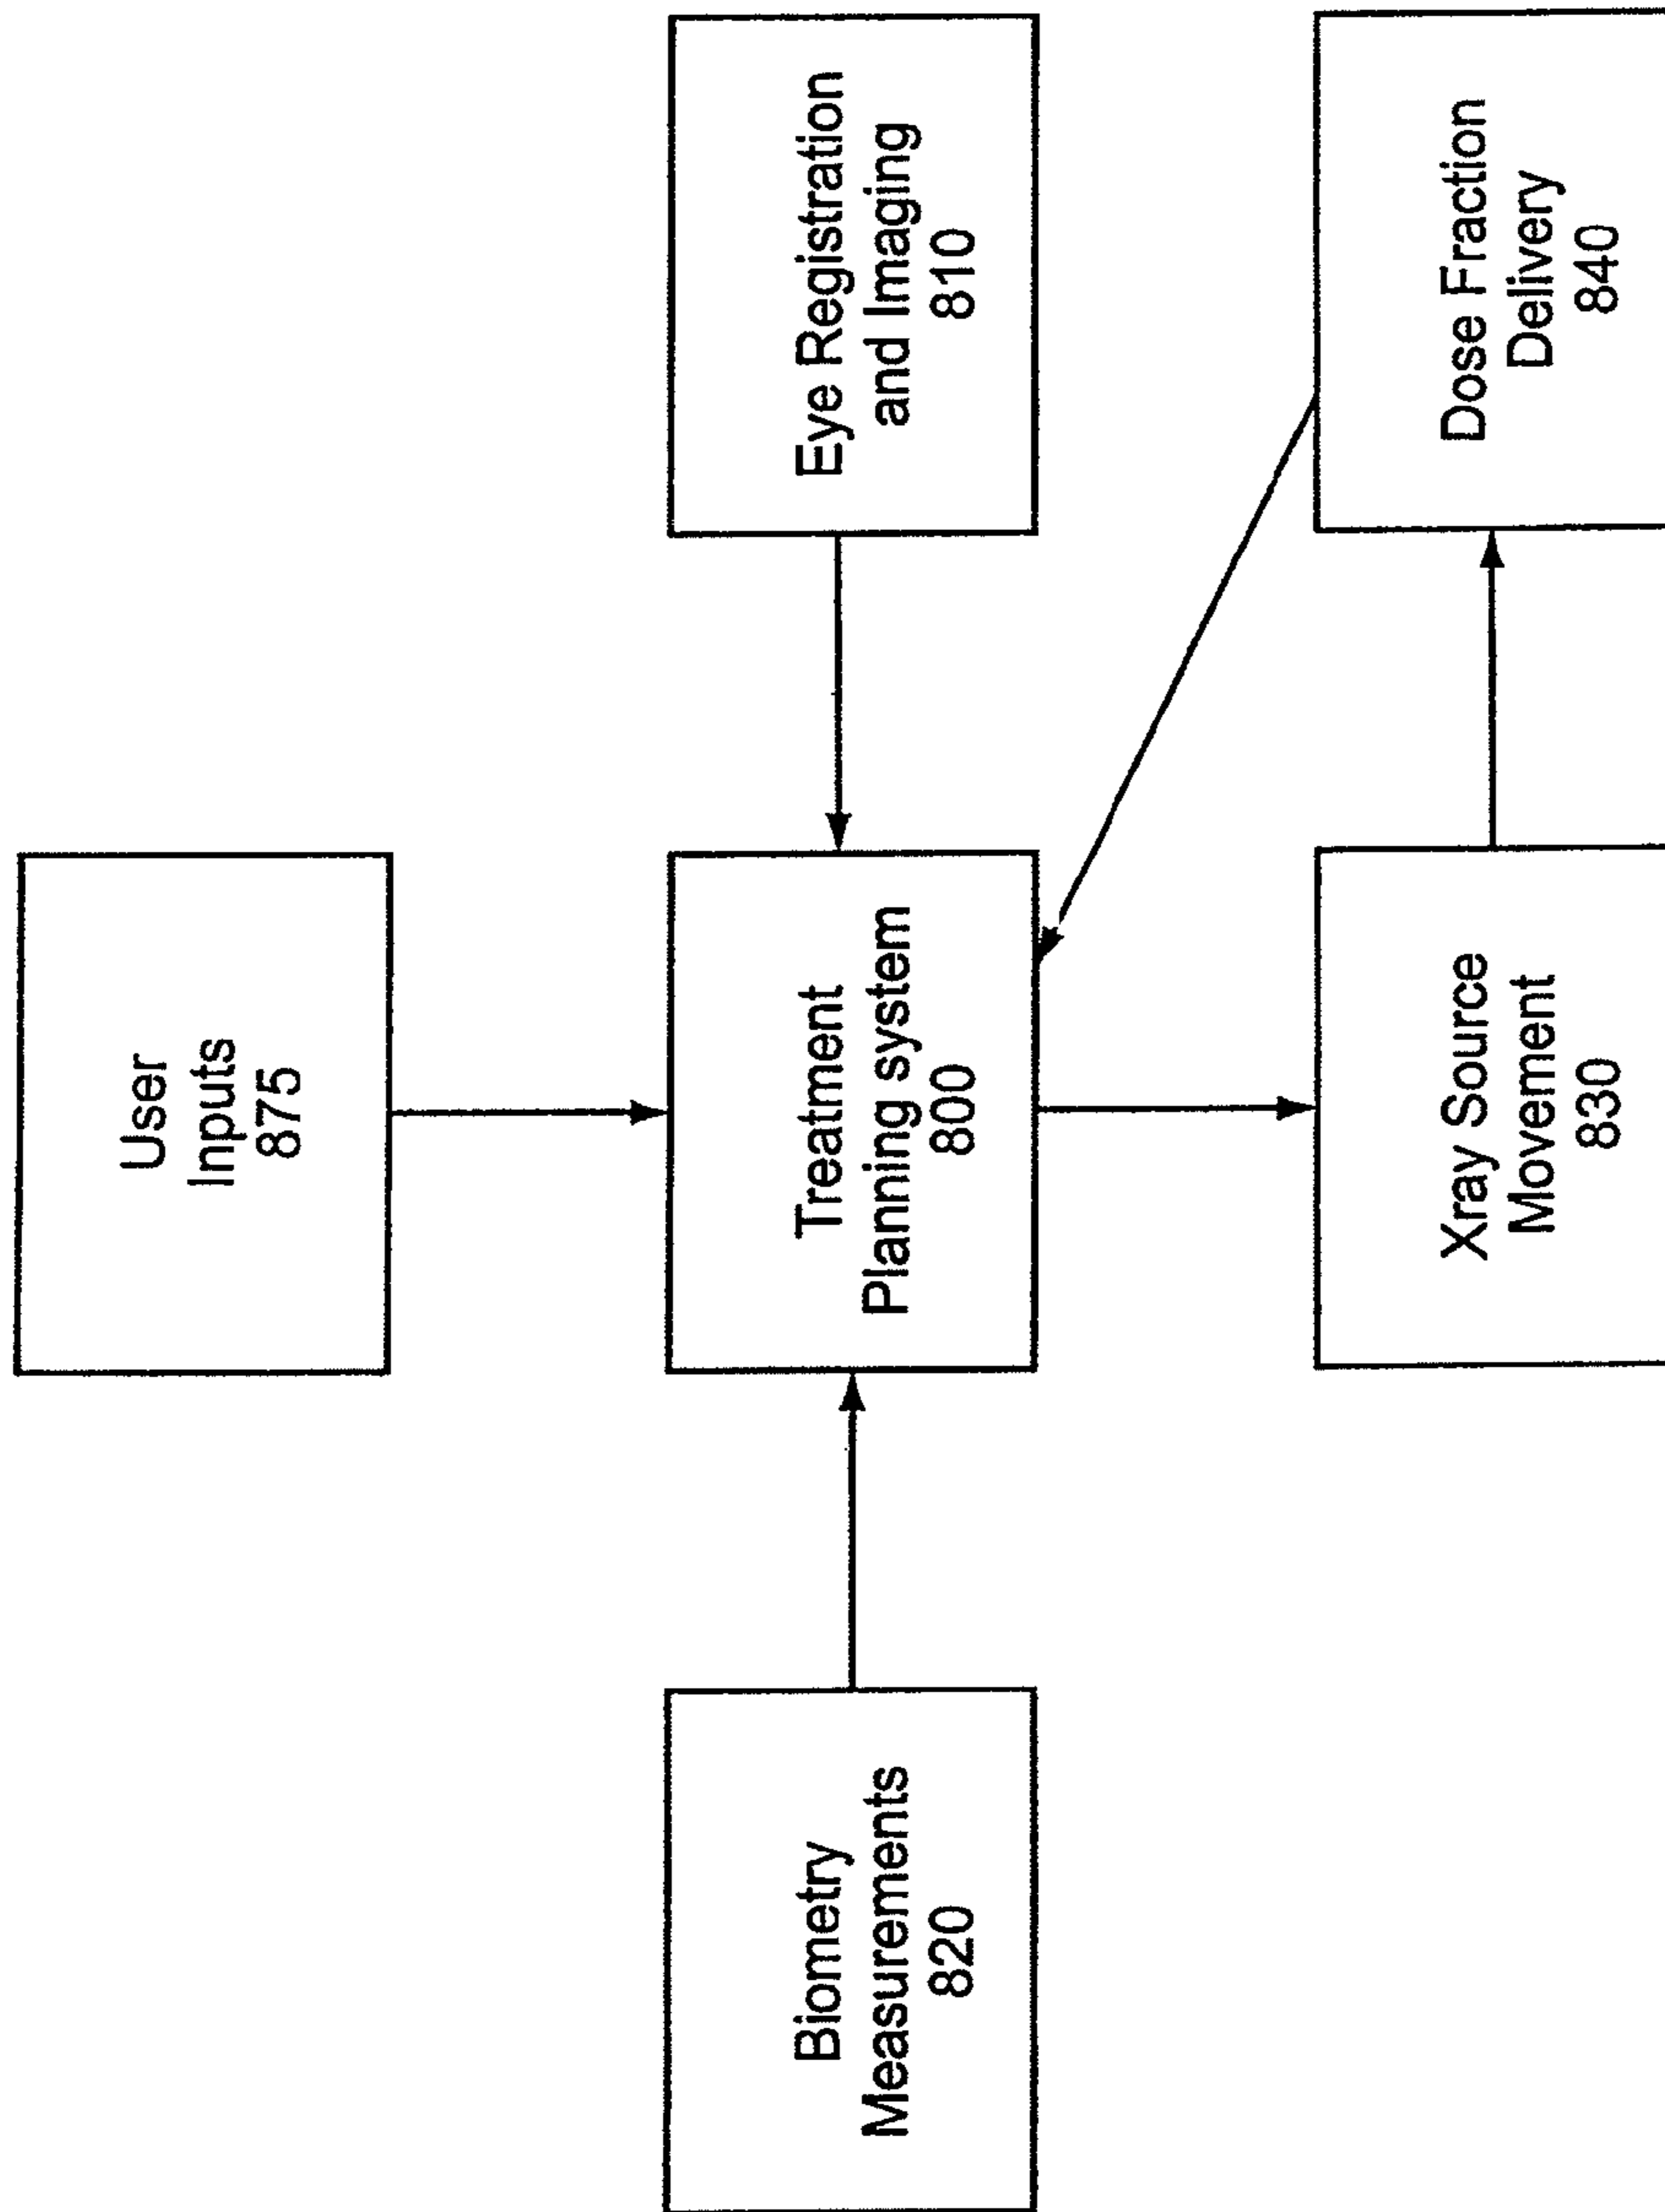 User
Inputs
875
Biometry
Measurements
820
Treatment
Planning system
800
Eye Registration
and Imaging
810
Xray Source
Movement
830
Dose Fraction
Delivery
840